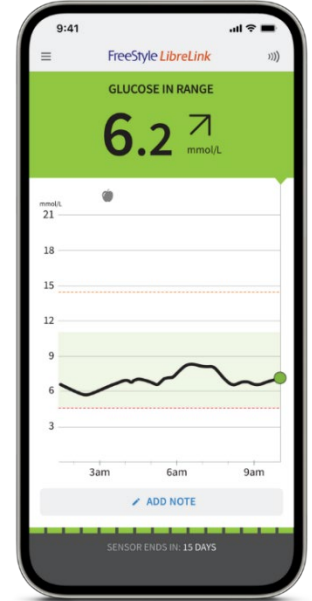 9:41
FreeStyle LibreLink
GLUCOSE IN RANGE
6.2
mmol/L
mmol/L
21
18
15
12
9
6
3
3am 6am 9am
ADD NOTE
SENSOR ENDS IN: 15 DAYS